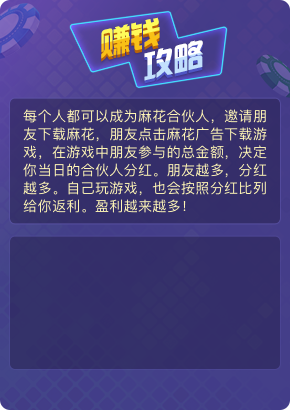 赚钱
攻略
每个人都可以成为麻花合伙人，邀请朋
友下载麻花，朋友点击麻花广告下载游
戏，在游戏中朋友参与的总金额，决定
你当日的合伙人分红。朋友越多，分红
越多。自己玩游戏，也会按照分红比列
给你返利。盈利越来越多！